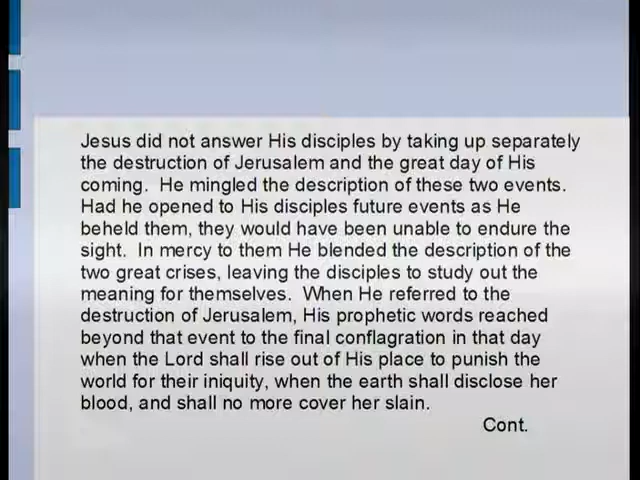 Jesus did not answer His disciples by taking up separately
the destruction of Jerusalem and the great day of His
coming.  He mingled the description of these two events.
Had he opened to His disciples future events as He
beheld them, they would have been unable to endure the
sight.  In mercy to them He blended the description of the
two great crises, leaving the disciples to study out the
meaning for themselves.  When He referred to the
destruction of Jerusalem, His prophetic words reached
beyond that event to the final conflagration in that day
when the Lord shall rise out of His place to punish the
world for their iniquity, when the earth shall disclose her
blood, and shall no more cover her slain.
Cont.